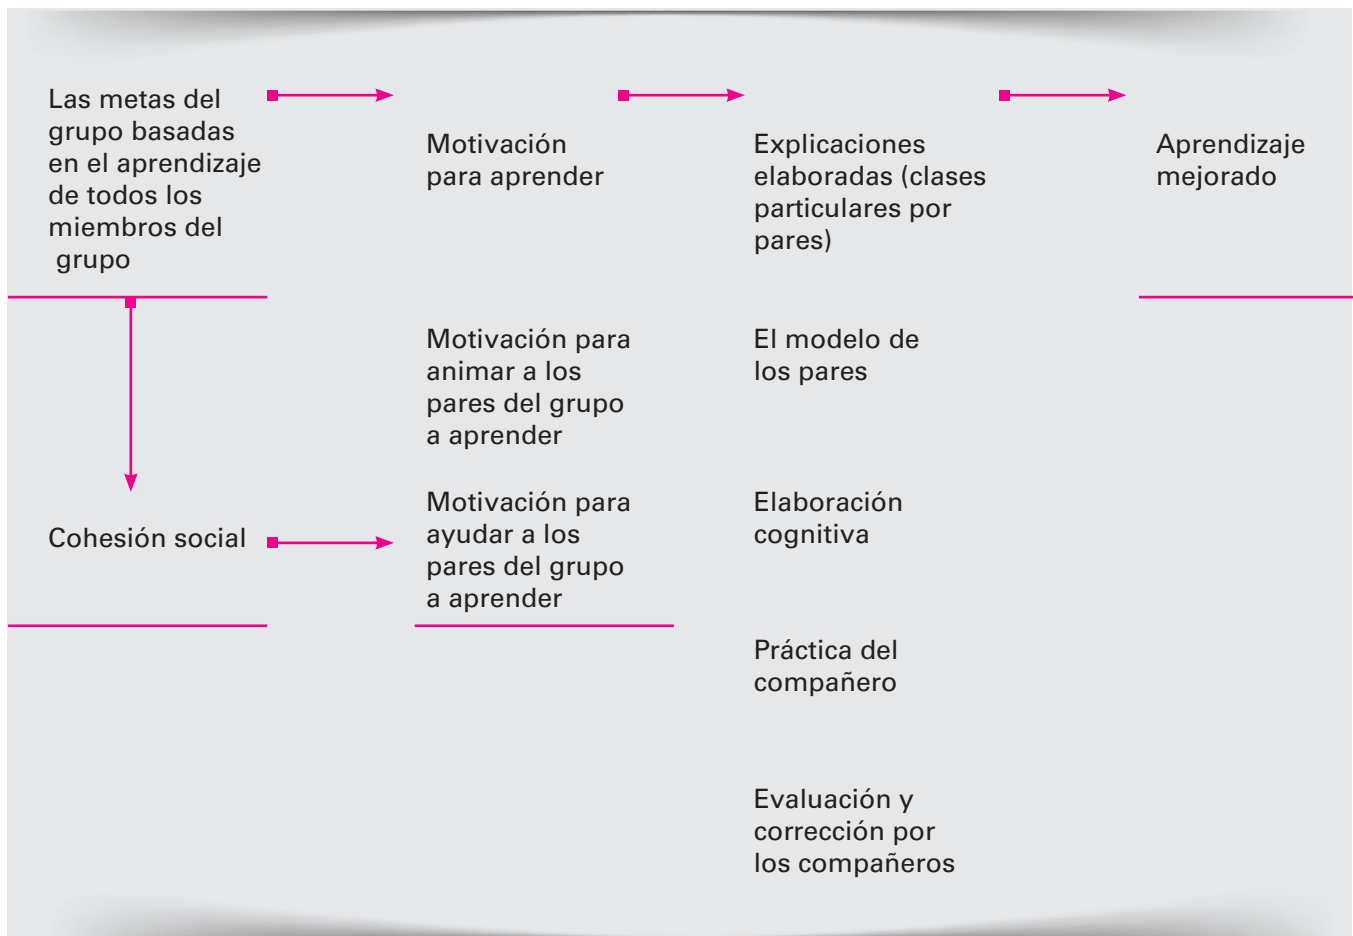 Las metas del
grupo basadas
en el aprendizaje
de todos los
miembros del
grupo
Motivación
para aprender
Explicaciones
elaboradas (clases
particulares por
pares)
Aprendizaje
mejorado
Motivación para
animar a los
pares del grupo
a aprender
El modelo de
los pares
Cohesión social
Motivación para
ayudar a los
pares del grupo
a aprender
Elaboración
cognitiva
Práctica del
compañero
Evaluación y
corrección por
los compañeros